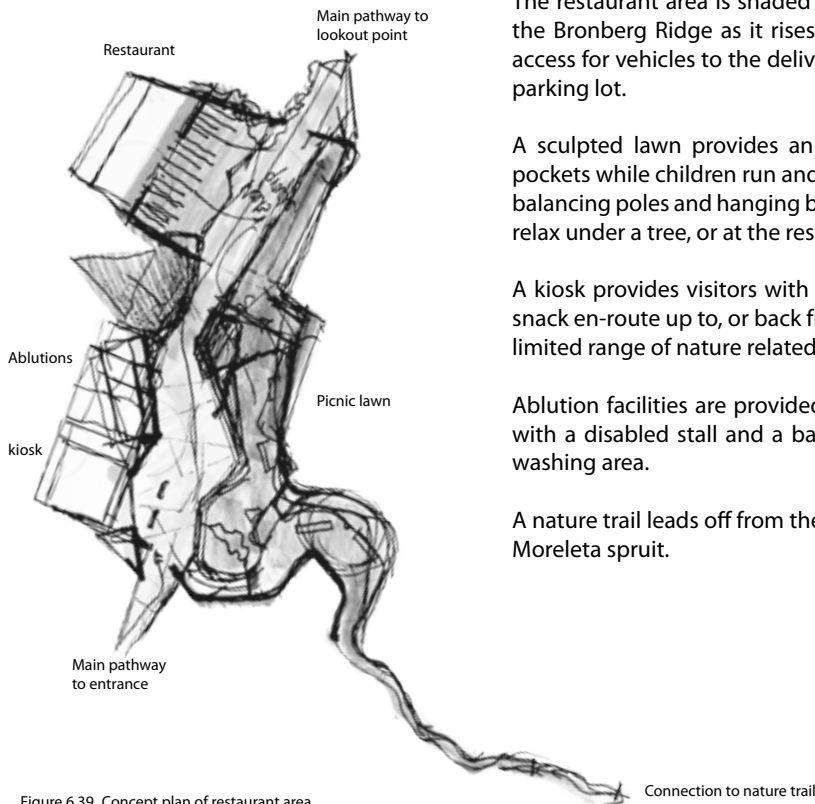 Main pathway to
lookout point
Restaurant
Ablutions
kiosk
Picnic lawn
Main pathway
to entrance
Connection to nature trail
Figure 6.39 Concept plan of restaurant area
The restaurant area is shaded
the Bronberg Ridge as it rises
access for vehicles to the deliv
parking lot.
A sculpted lawn provides an
pockets while children run and
balancing poles and hanging b
relax under a tree, or at the res
A kiosk provides visitors with
snack en-route up to, or back f
limited range of nature related
Ablution facilities are provided
with a disabled stall and a ba
washing area.
A nature trail leads off from the
Moreleta spruit.